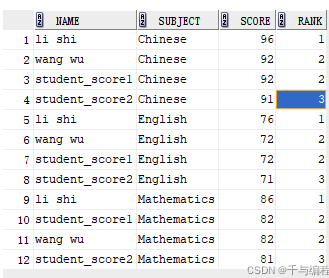 NAME SUBJECT SCORE RANK
1 li shi Chinese 96 1
2 wang wu Chinese 92 2
3 student_score1 Chinese 92 2
4 student_score2 Chinese 91 3
5 li shi English 76 1
6 wang wu English 72 2
7 student_score1 English 72 2
8 student_score2 English 71 3
9 li shi Mathematics 86 1
10 student_score1 Mathematics 82 2
11 wang wu Mathematics 82 2
12 student_score2 Mathematics 81 3
CSDN @千与编程